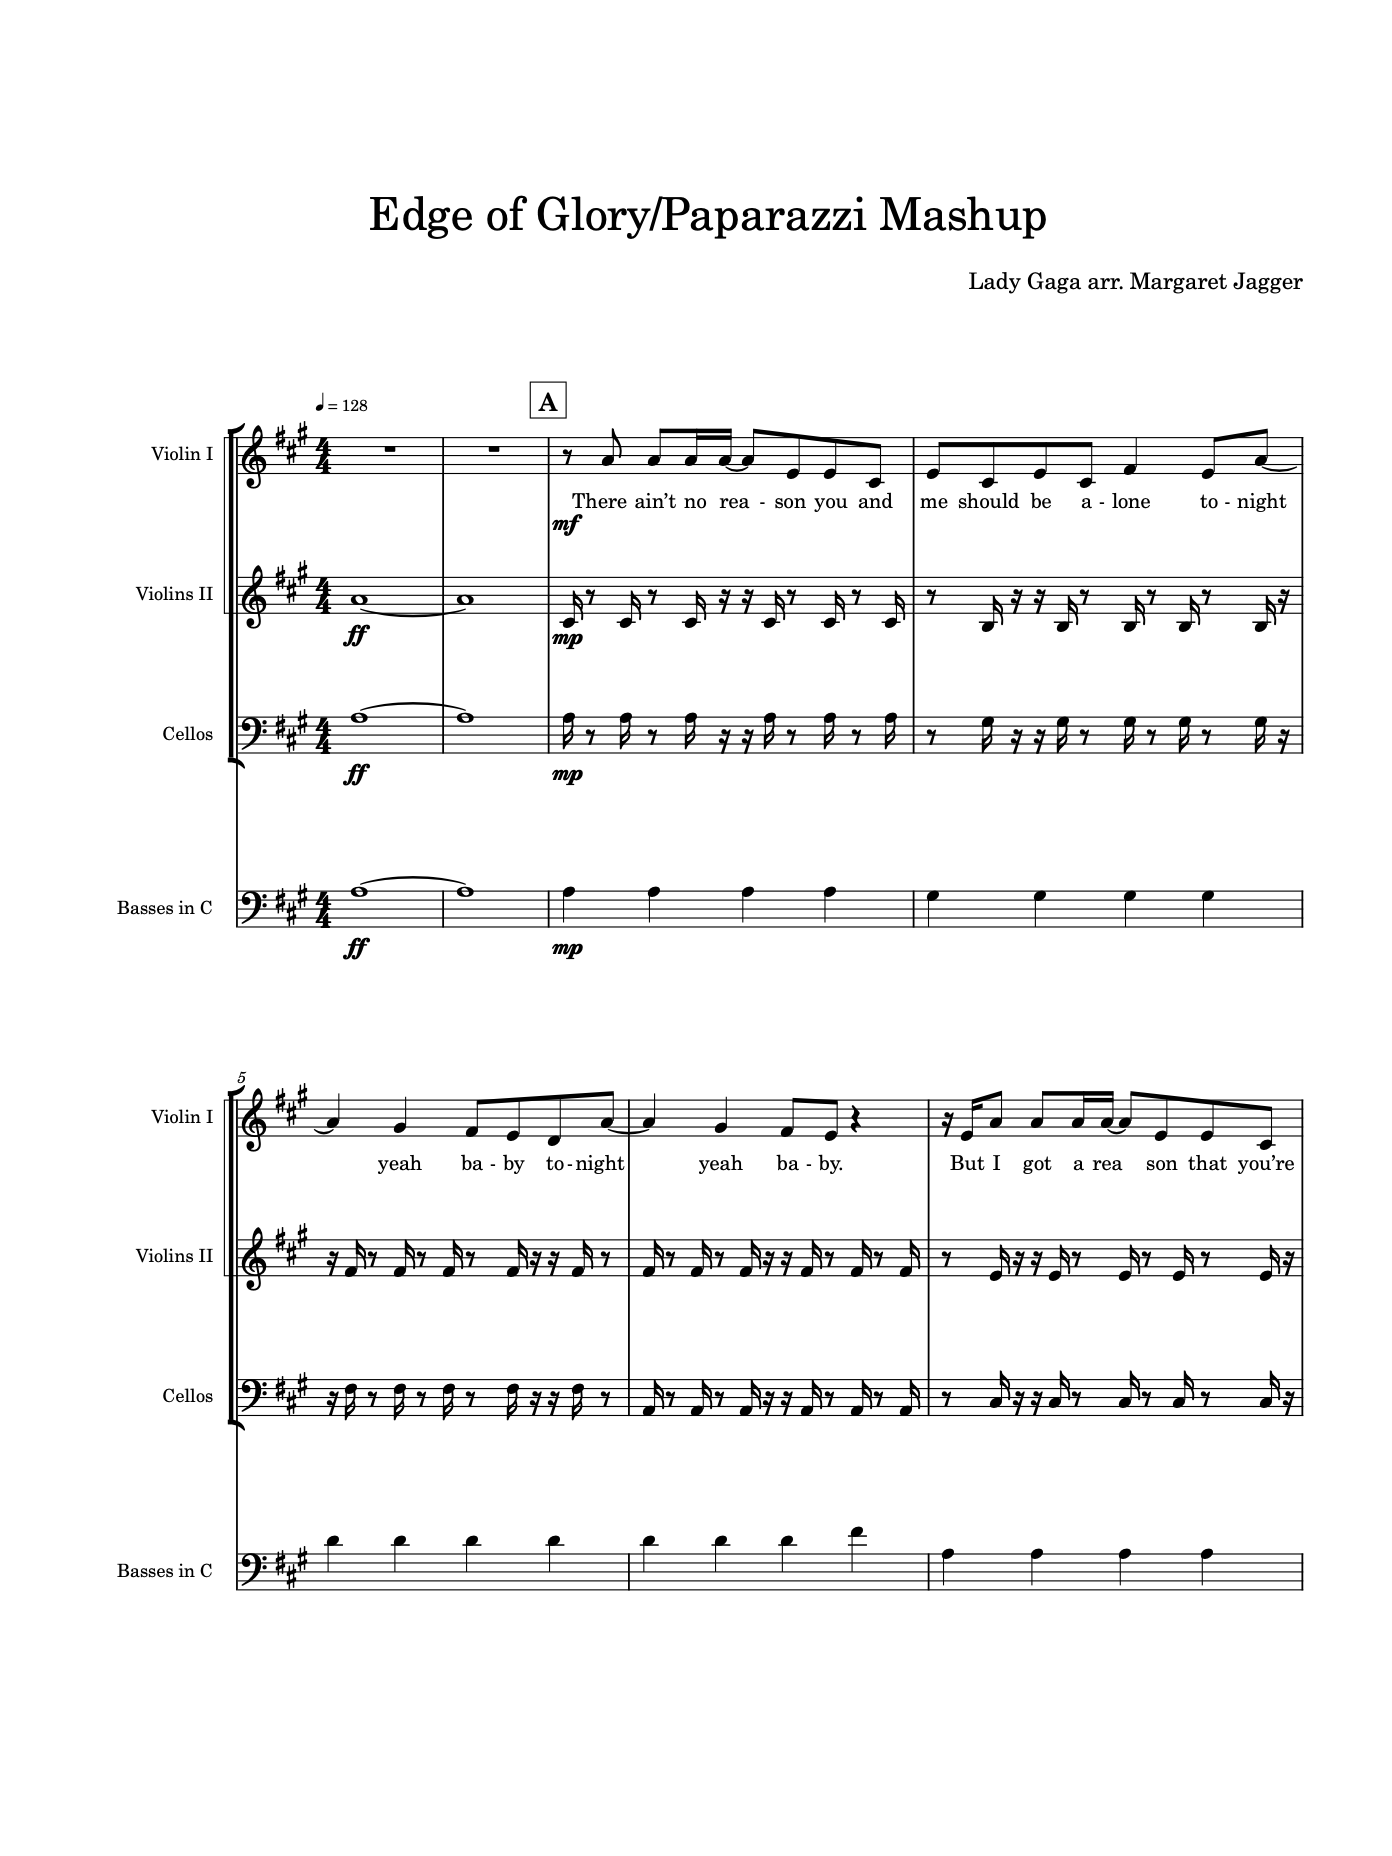 Edge of Glory/Paparazzi Mashup
Lady Gaga arr. Margaret Jagger
= 128
A
Violin I
There ain’t no rea - son you and me should be a - lone to - night
mf
Violins II
ff mp
Cellos
ff mp
Basses in C
ff mp
5
Violin I
yeah ba - by to - night yeah ba - by. But I got a rea son that you’re
Violins II
Cellos
Basses in C